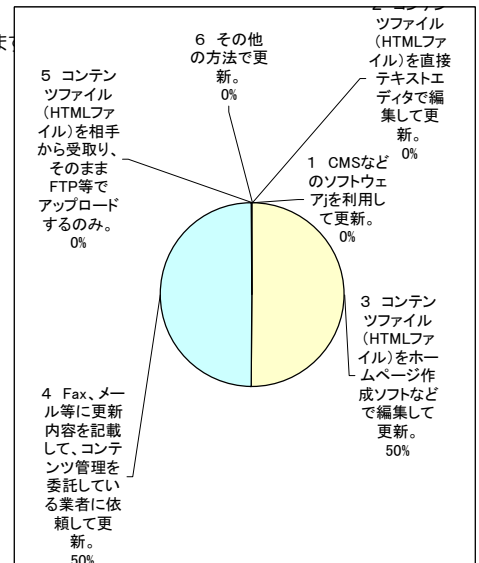 ます
6 その他
の方法で更
新。
0%
2 コンテン
ツファイル
(HTMLファ
イル)を直接
テキストエ
ディタで編
集して更
新。
0%
5 コンテン
ツファイル
(HTMLファ
イル)を相手
から受取り、
そのまま
FTP等で
アップロード
するのみ。
0%
1 CMSなど
のソフトウェ
アjを利用し
て更新。
0%
3 コンテン
ツファイル
(HTMLファ
イル)をホー
ムページ作
成ソフトなど
で編集して
更新。
50%
4 Fax、メー
ル等に更新
内容を記載
して、コンテ
ンツ管理を
委託してい
る業者に依
頼して更
新。
50%